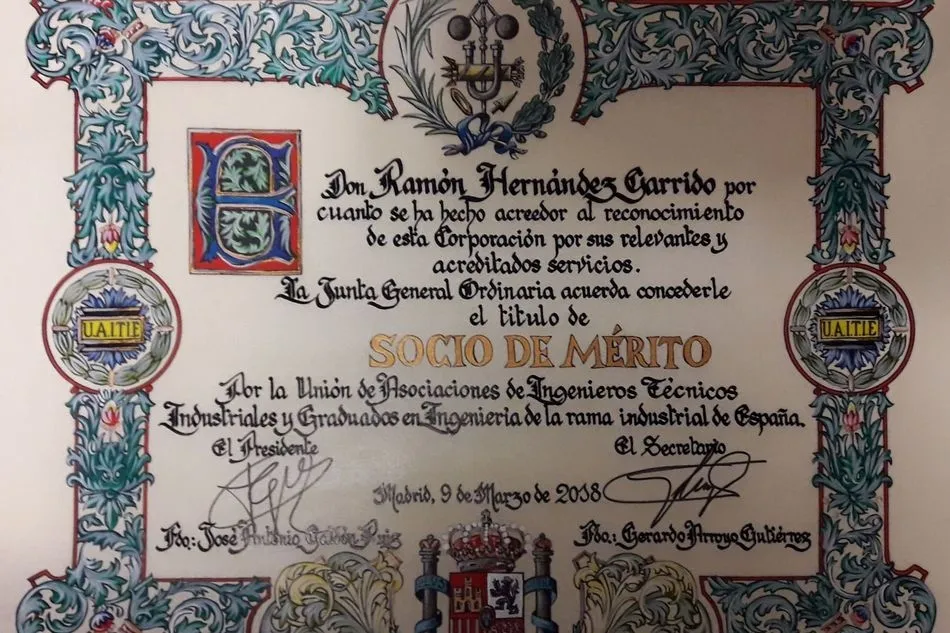 E
Don Ramón Hernández Garrido por
cuanto se ha hecho acreedor al reconocimiento
de esta Corporación por sus relevantes y
acreditados servicios.
La Junta General Ordinaria acuerda concederle
el titulo de
SOCIO DE MÉRITO
U.A.I.T.I.E
U.A.I.T.I.E
Por la Unión de Asociaciones de Ingenieros Técnicos
Industriales y Graduados en Ingeniería de la rama industrial de España.
El Presidente
El Secretario
Madrid, 9 de Marzo de 2018
Fdo: José Antonio Galdón Ruiz
Fdo.: Gerardo Arroyo Gutiérrez